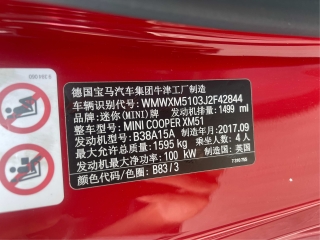 德国宝马汽车集团牛津工厂制造
车辆识别代号: WMWXM5103J2F42844
品牌: 迷你(MINI)牌 发动机排量: 1499 ml
整车型号: MINI COOPER XM51
发动机型号: B38A15A 制造年月: 2017.09
最大允许总质量: 1595 kg 乘坐人数: 4 人
发动机最大净功率: 100 kW 制造国: 英国
颜色代号/色图: B83 / 3